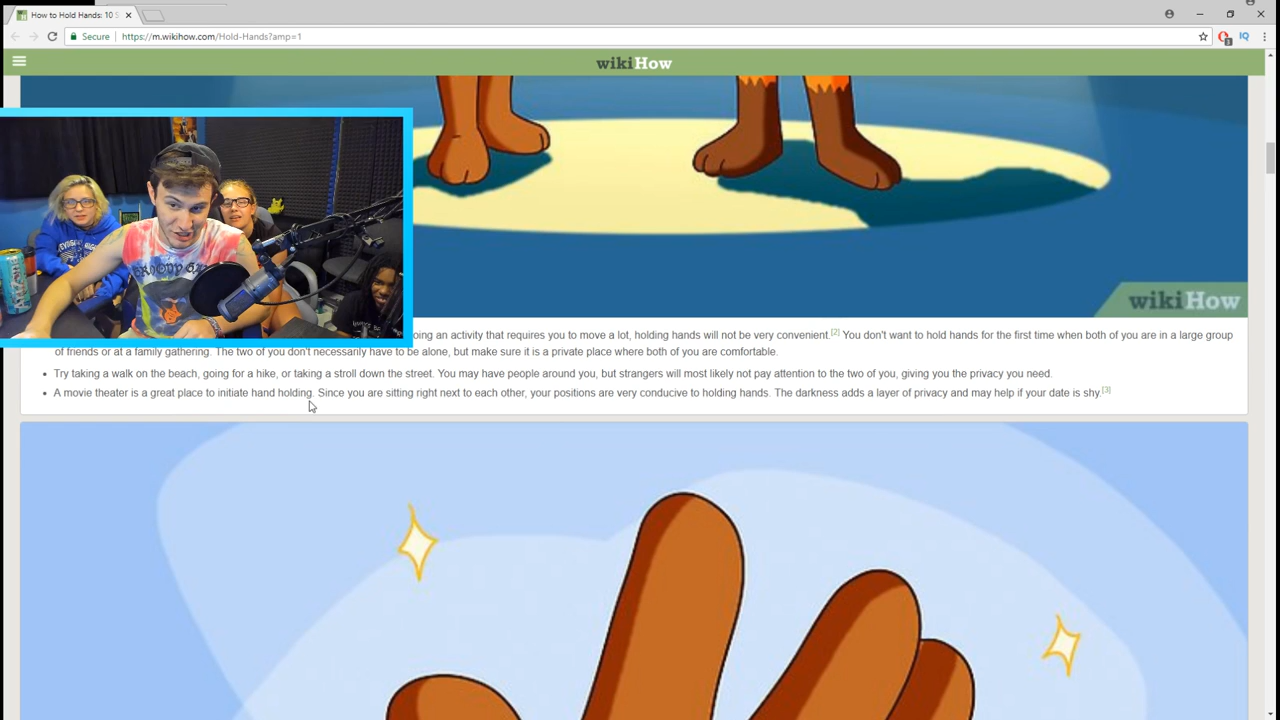 How to Hold Hands: 10
Secure
https://m.wikihow.com/Hold-Hands?amp=1
wikiHow
wikiHow
AriZona
an activity that requires you to move a lot, holding hands will not be very convenient.[2] You don't want to hold hands for the first time when both of you are in a large group
of friends or at a family gathering. The two of you don't necessarily have to be alone, but make sure it is a private place where both of you are comfortable.
Try taking a walk on the beach, going for a hike, or taking a stroll down the street. You may have people around you, but strangers will most likely not pay attention to the two of you, giving you the privacy you need.
A movie theater is a great place to initiate hand holding. Since you are sitting right next to each other, your positions are very conducive to holding hands. The darkness adds a layer of privacy and may help if your date is shy.[3]